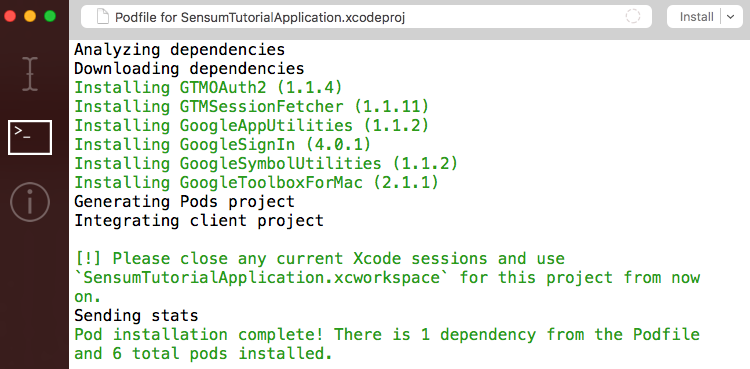 Podfile for SensumTutorialApplication.xcodeproj
Install
Analyzing dependencies
Downloading dependencies
Installing GTMOAuth2 (1.1.4)
Installing GTMSessionFetcher (1.1.11)
Installing GoogleAppUtilities (1.1.2)
Installing GoogleSignIn (4.0.1)
Installing GoogleSymbolUtilities (1.1.2)
Installing GoogleToolboxForMac (2.1.1)
Generating Pods project
Integrating client project
[!] Please close any current Xcode sessions and use
`SensumTutorialApplication.xcworkspace` for this project from now
on.
Sending stats
Pod installation complete! There is 1 dependency from the Podfile
and 6 total pods installed.